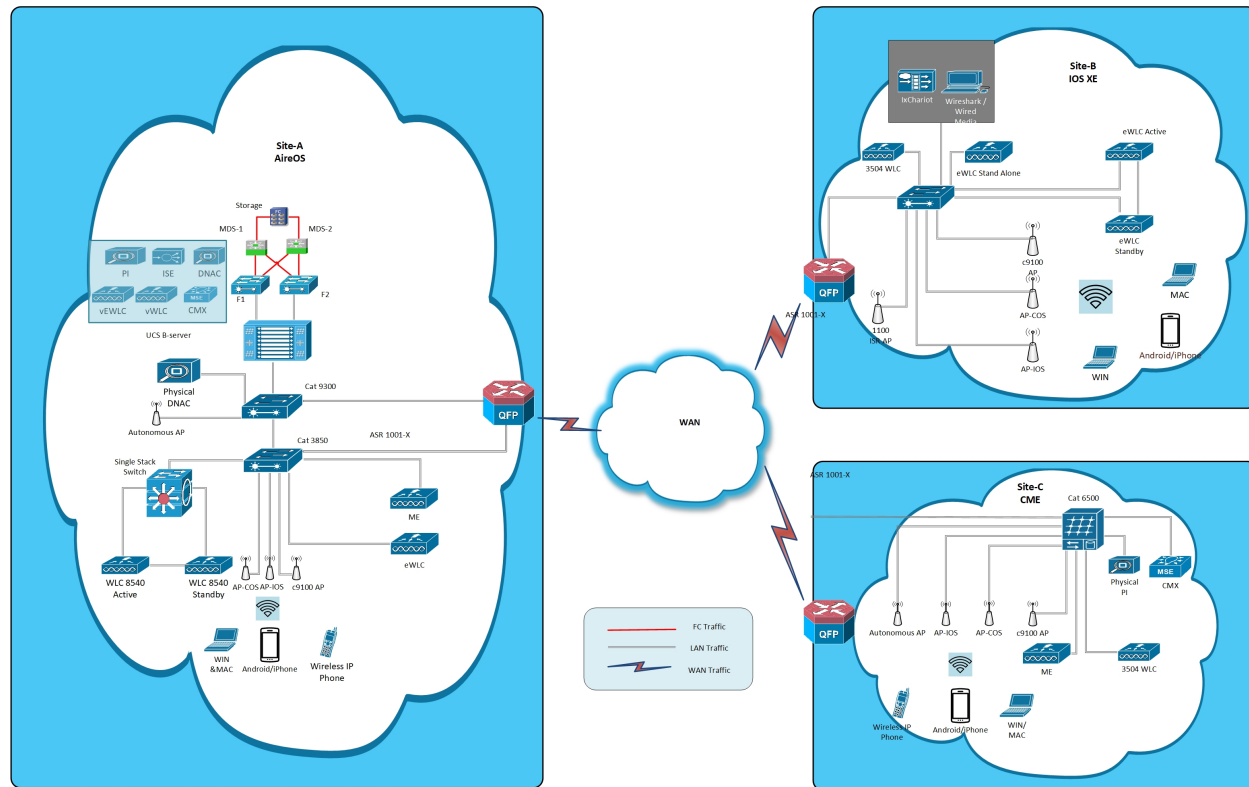 Site-A
AireOS
Storage
MDS-1
MDS-2
PI
ISE
DNAC
vEWLC
vWLC
MSE
CMX
F1
F2
UCS B-server
Physical
DNAC
Cat 9300
Autonomous AP
QFP
Cat 3850
ASR 1001-X
Single Stack
Switch
ME
eWLC
WLC 8540
Active
WLC 8540
Standby
AP-COS
AP-IOS
c9100 AP
WIN
&MAC
Android/iPhone
Wireless IP
Phone
WAN
FC Traffic
LAN Traffic
WAN Traffic
Site-B
IOS XE
IxChariot
Wireshark /
Wired
Media
3504 WLC
eWLC Stand Alone
eWLC Active
eWLC
Standby
c9100
AP
QFP
ASR 1001-X
1100
ISR AP
AP-COS
AP-IOS
MAC
WIN
Android/iPhone
ASR 1001-X
Site-C
CME
Cat 6500
Physical
PI
MSE
CMX
QFP
Autonomous AP
AP-IOS
AP-COS
c9100 AP
ME
3504 WLC
Wireless IP
Phone
Android/iPhone
WIN/
MAC